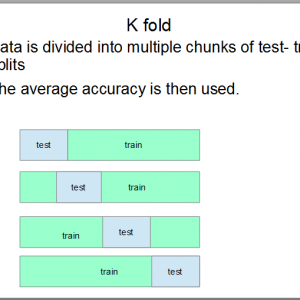 K fold
ata is divided into multiple chunks of test- tr
plits
he average accuracy is then used.
test train
test train
train test
train test